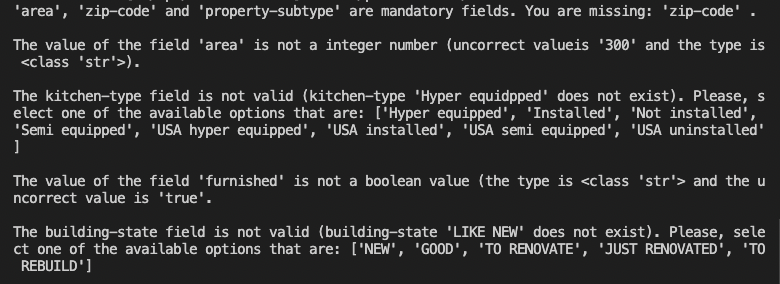 'area', 'zip-code' and 'property-subtype' are mandatory fields. You are missing: 'zip-code' .
The value of the field 'area' is not a integer number (uncorrect valueis '300' and the type is
<class 'str'>).
The kitchen-type field is not valid (kitchen-type 'Hyper equidpped' does not exist). Please, s
elect one of the available options that are: ['Hyper equipped', 'Installed', 'Not installed',
'Semi equipped', 'USA hyper equipped', 'USA installed', 'USA semi equipped', 'USA uninstalled'
]
The value of the field 'furnished' is not a boolean value (the type is <class 'str'> and the u
ncorrect value is 'true'.
The building-state field is not valid (building-state 'LIKE NEW' does not exist). Please, sele
ct one of the available options that are: ['NEW', 'GOOD', 'TO RENOVATE', 'JUST RENOVATED', 'TO
REBUILD']